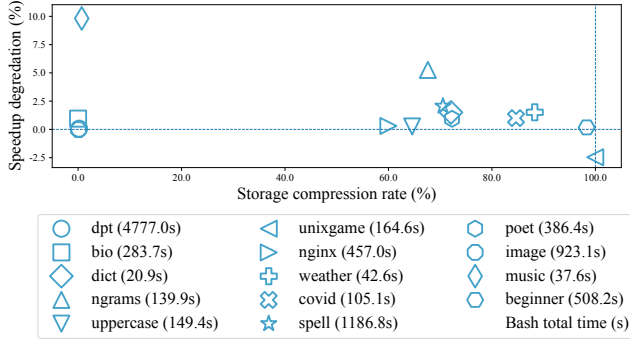 Speedup degredation (%)
10.0
7.5
5.0
2.5
0.0
-2.5
0.0 20.0 40.0 60.0 80.0 100.0
Storage compression rate (%)
dpt (4777.0s) unixgame (164.6s) poet (386.4s)
bio (283.7s) nginx (457.0s) image (923.1s)
dict (20.9s) weather (42.6s) music (37.6s)
ngrams (139.9s) covid (105.1s) beginner (508.2s)
uppercase (149.4s) spell (1186.8s) Bash total time (s)